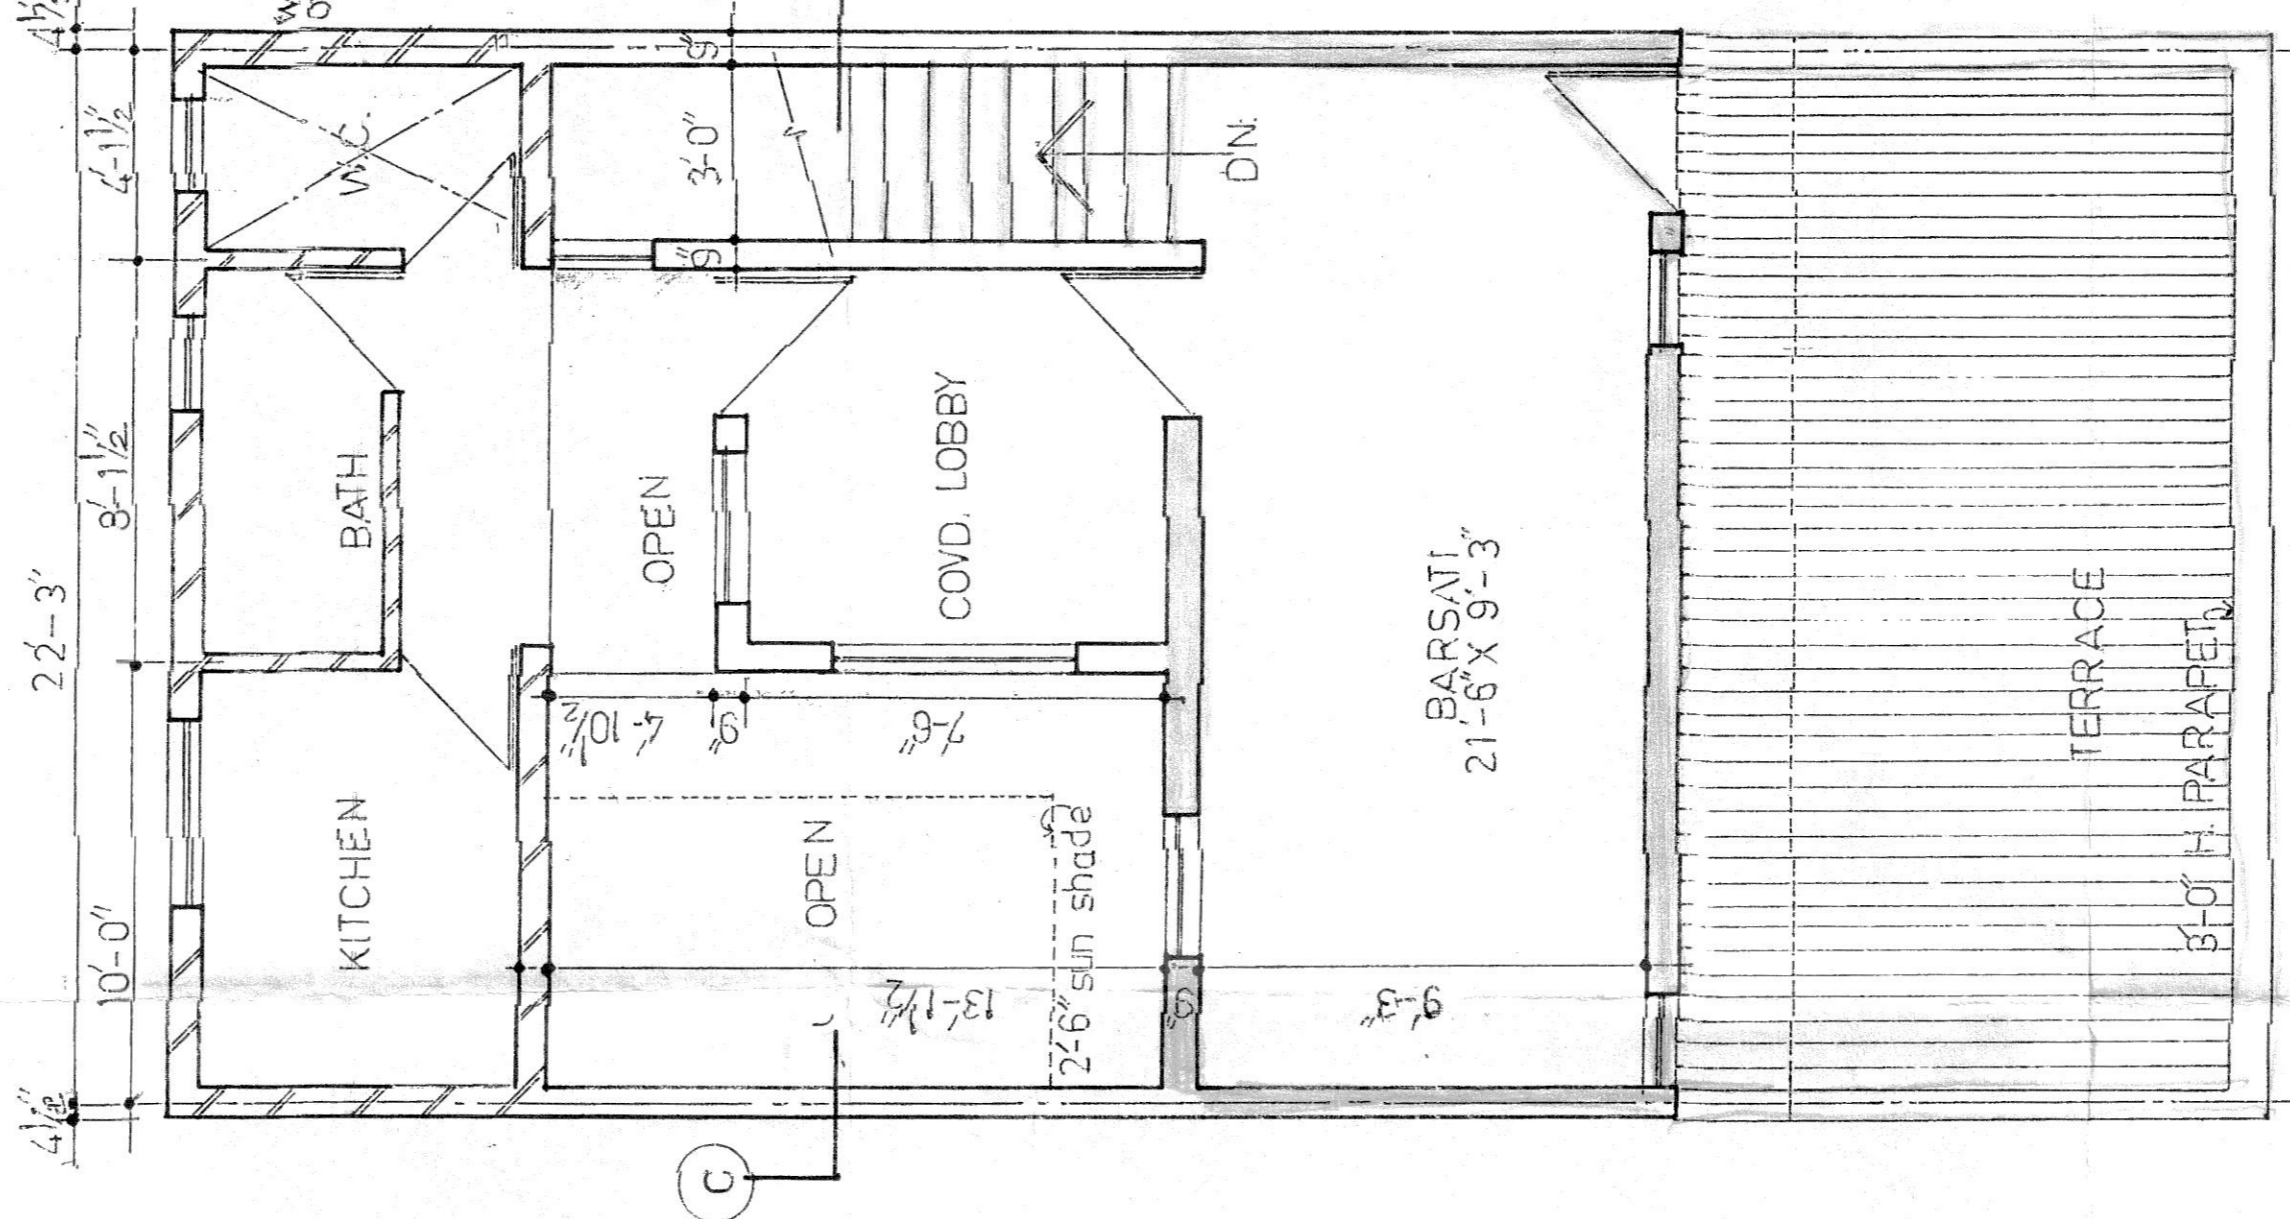 4½"
22'-3"
4½"
10'-0"
8'-1½"
4'-1½"
W.C.
BATH
KITCHEN
OPEN
COVD. LOBBY
OPEN
2'-6" sun shade
9"
3'-0"
9"
DN.
4'-10½"
9"
7'-6"
13'-1½"
9"
9'-3"
BARSATI
21'-6" X 9'-3"
TERRACE
3'-0" H. PARAPET
C